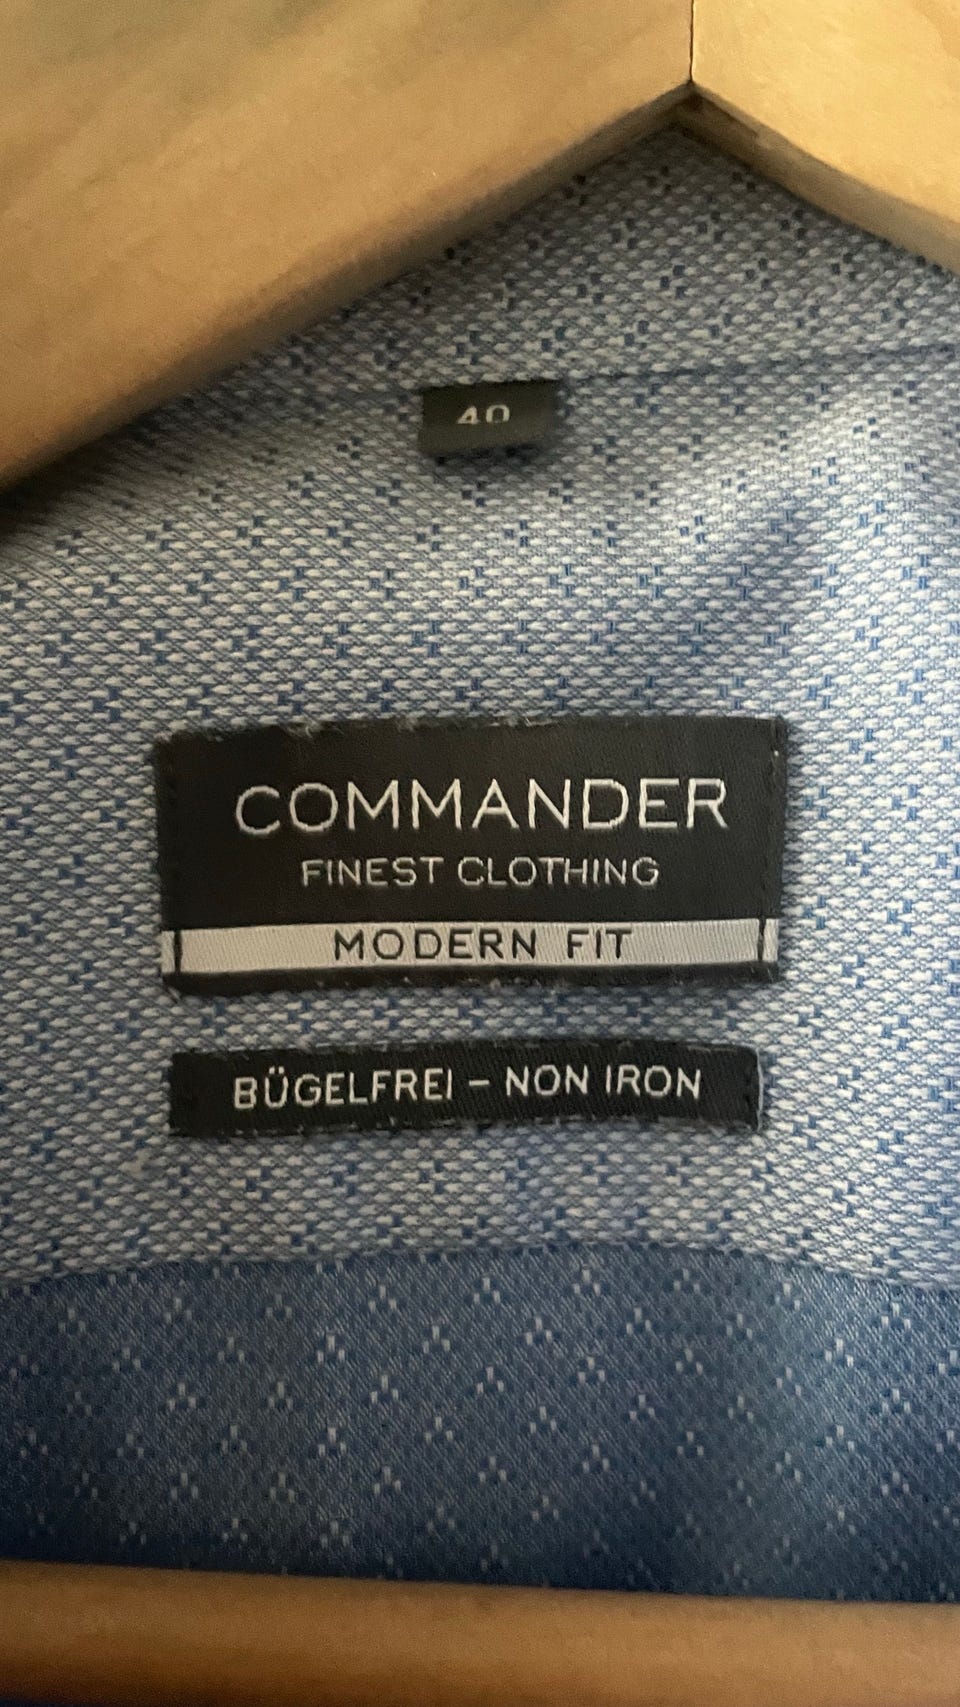 40
COMMANDER
FINEST CLOTHING
MODERN FIT
BÜGELFREI – NON IRON